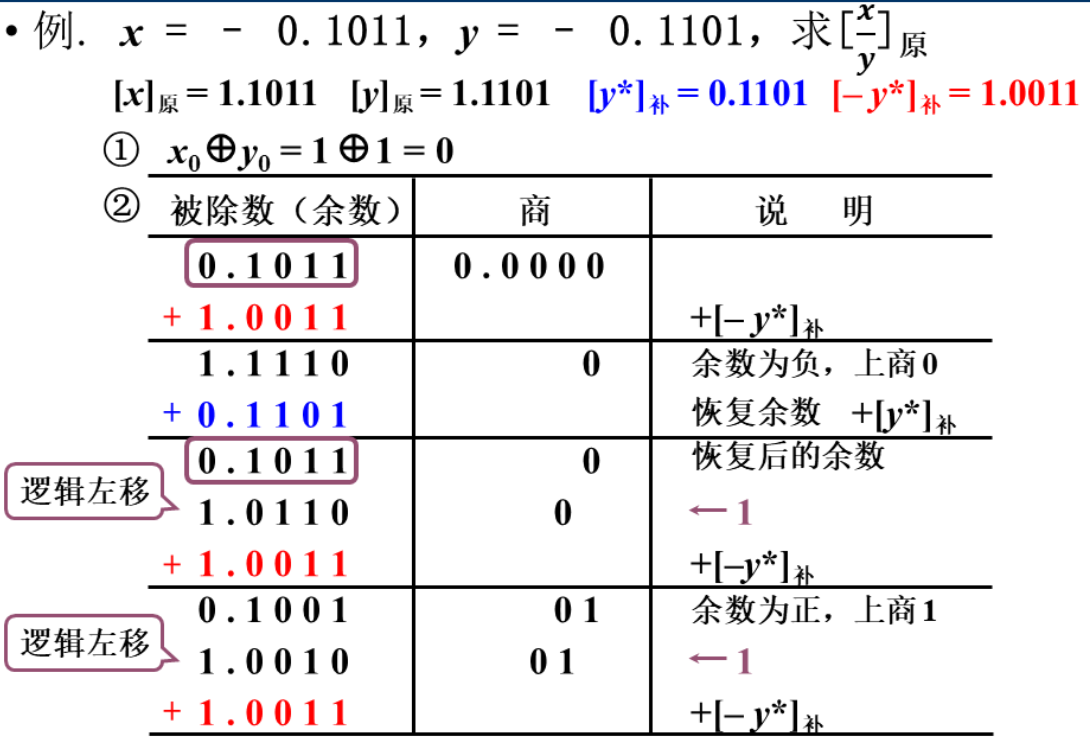 • 例. x = - 0.1011, y = - 0.1101, 求[x/y]原
[x]原 = 1.1011 [y]原 = 1.1101 [y*]补 = 0.1101 [– y*]补 = 1.0011
① x₀⊕y₀ = 1⊕1 = 0
② 被除数（余数） 商 说 明
0.1011 0.0000
+ 1.0011 +[– y*]补
1.1110 0 余数为负，上商0
+ 0.1101 恢复余数 +[y*]补
0.1011 0 恢复后的余数
逻辑左移 1.0110 0 ←1
+ 1.0011 +[–y*]补
0.1001 01 余数为正，上商1
逻辑左移 1.0010 01 ←1
+ 1.0011 +[– y*]补